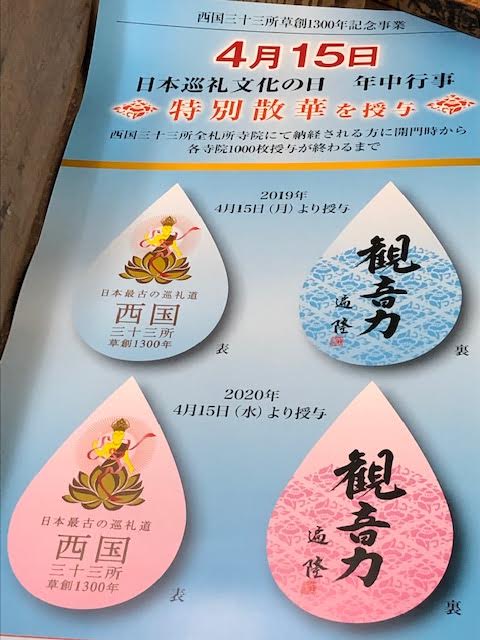 西国三十三所草創1300年記念事業
4月15日
日本巡礼文化の日 年中行事
特別散華を授与
西国三十三所全札所寺院にて納経される方に開門時から
各寺院1000枚授与が終わるまで
2019年
4月15日(月)より授与
日本最古の巡礼道
西国
三十三所
草創1300年
表
観音力
裏
2020年
4月15日(水)より授与
日本最古の巡礼道
西国
三十三所
草創1300年
表
観音力
裏